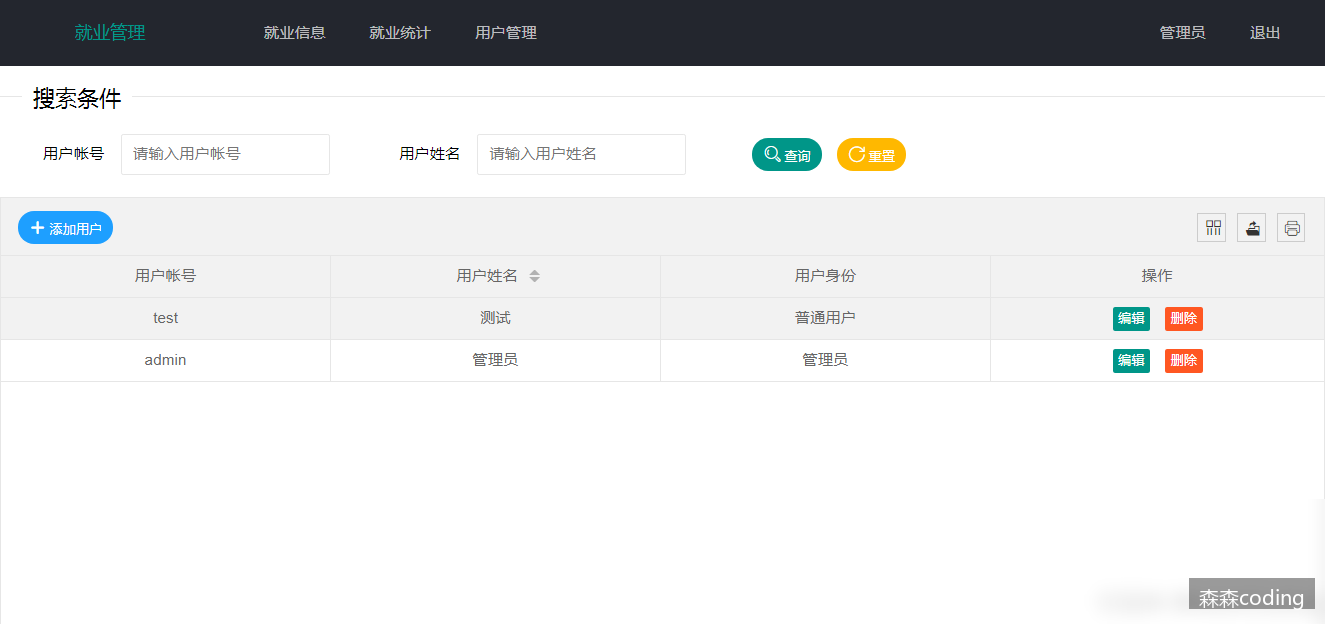 就业管理 就业信息 就业统计 用户管理 管理员 退出
搜索条件
用户帐号 请输入用户帐号 用户姓名 请输入用户姓名 查询 重置
添加用户
用户帐号 用户姓名 用户身份 操作
test 测试 普通用户 编辑 删除
admin 管理员 管理员 编辑 删除
森森coding